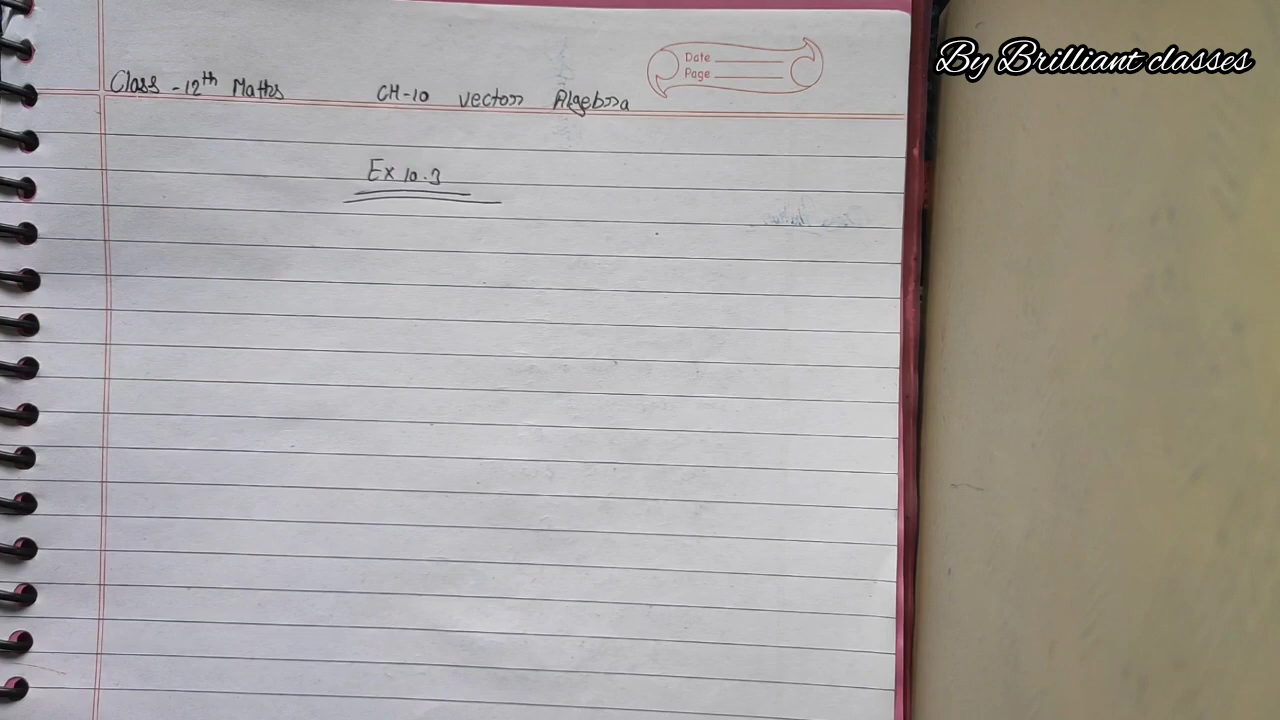 By Brilliant classes
Date
Page
Class - 12th Maths CH-10 Vector Algebra
Ex 10.3